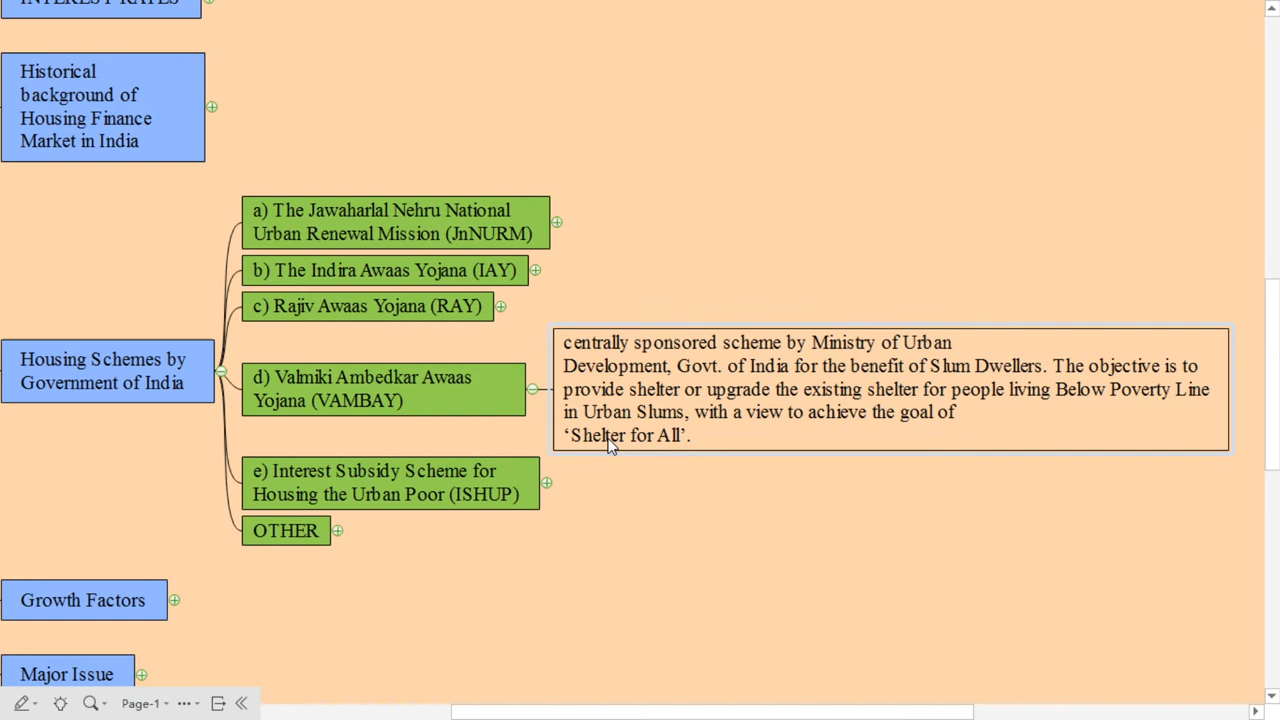 INTEREST RATES
Historical
background of
Housing Finance
Market in India
a) The Jawaharlal Nehru National
Urban Renewal Mission (JnNURM)
b) The Indira Awaas Yojana (IAY)
c) Rajiv Awaas Yojana (RAY)
Housing Schemes by
Government of India
d) Valmiki Ambedkar Awaas
Yojana (VAMBAY)
centrally sponsored scheme by Ministry of Urban
Development, Govt. of India for the benefit of Slum Dwellers. The objective is to
provide shelter or upgrade the existing shelter for people living Below Poverty Line
in Urban Slums, with a view to achieve the goal of
‘Shelter for All’.
e) Interest Subsidy Scheme for
Housing the Urban Poor (ISHUP)
OTHER
Growth Factors
Major Issue
Page-1